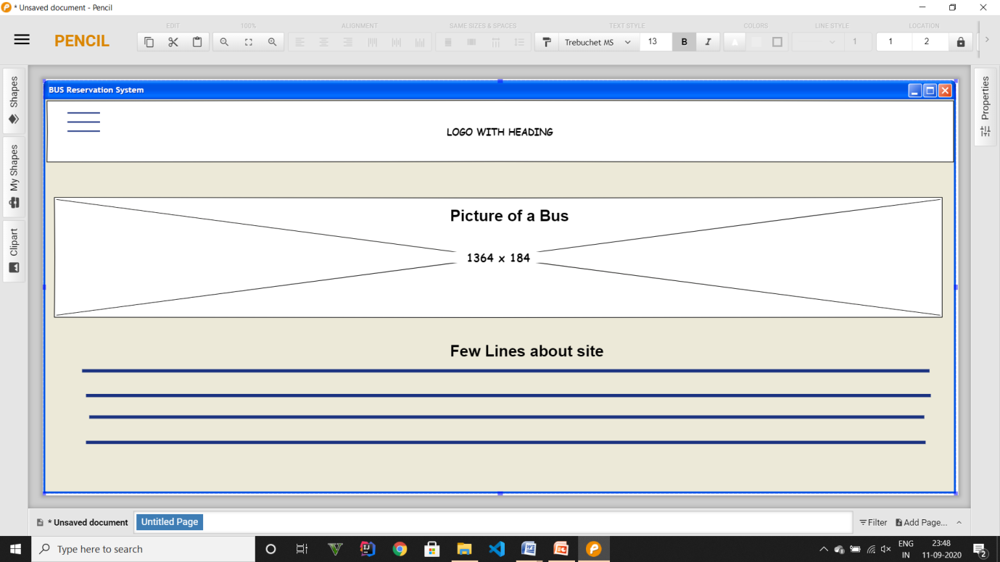 * Unsaved document - Pencil
EDIT 100% ALIGNMENT SAME SIZES & SPACES TEXT STYLE COLORS LINE STYLE LOCATION
PENCIL
Trebuchet MS 13 B I 1 1 2
Shapes
My Shapes
Clipart
Properties
BUS Reservation System
LOGO WITH HEADING
Picture of a Bus
1364 x 184
Few Lines about site
* Unsaved document Untitled Page Filter Add Page...
Type here to search
ENG 23:48
IN 11-09-2020 2